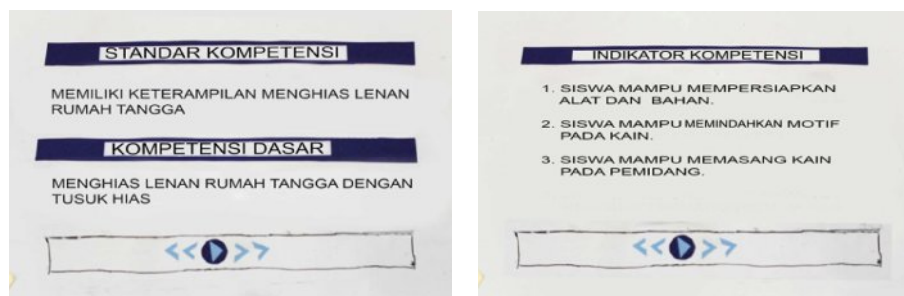 STANDAR KOMPETENSI
MEMILIKI KETERAMPILAN MENGHIAS LENAN
RUMAH TANGGA
KOMPETENSI DASAR
MENGHIAS LENAN RUMAH TANGGA DENGAN
TUSUK HIAS
INDIKATOR KOMPETENSI
1. SISWA MAMPU MEMPERSIAPKAN
ALAT DAN BAHAN.
2. SISWA MAMPU MEMINDAHKAN MOTIF
PADA KAIN.
3. SISWA MAMPU MEMASANG KAIN
PADA PEMIDANG.